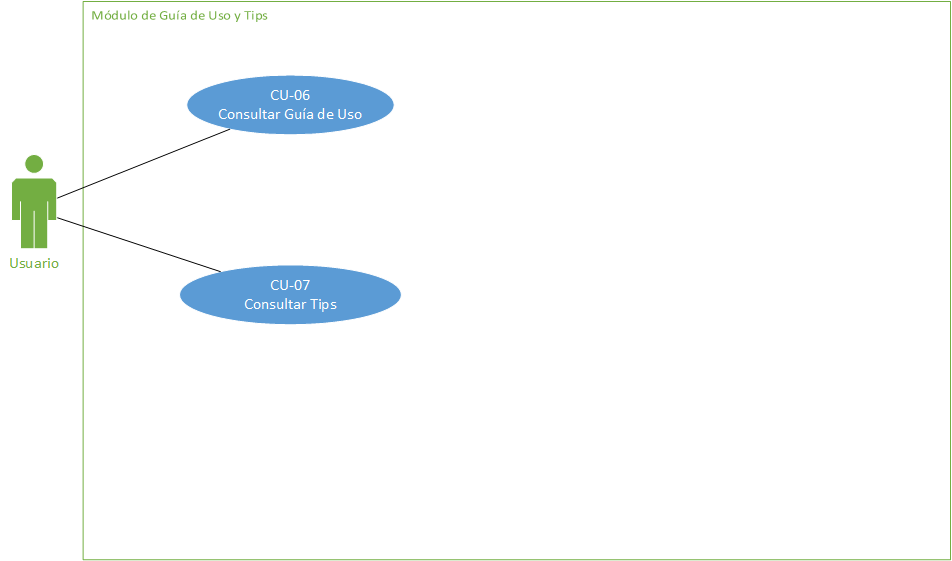 Módulo de Guía de Uso y Tips
CU-06
Consultar Guía de Uso
Usuario
CU-07
Consultar Tips